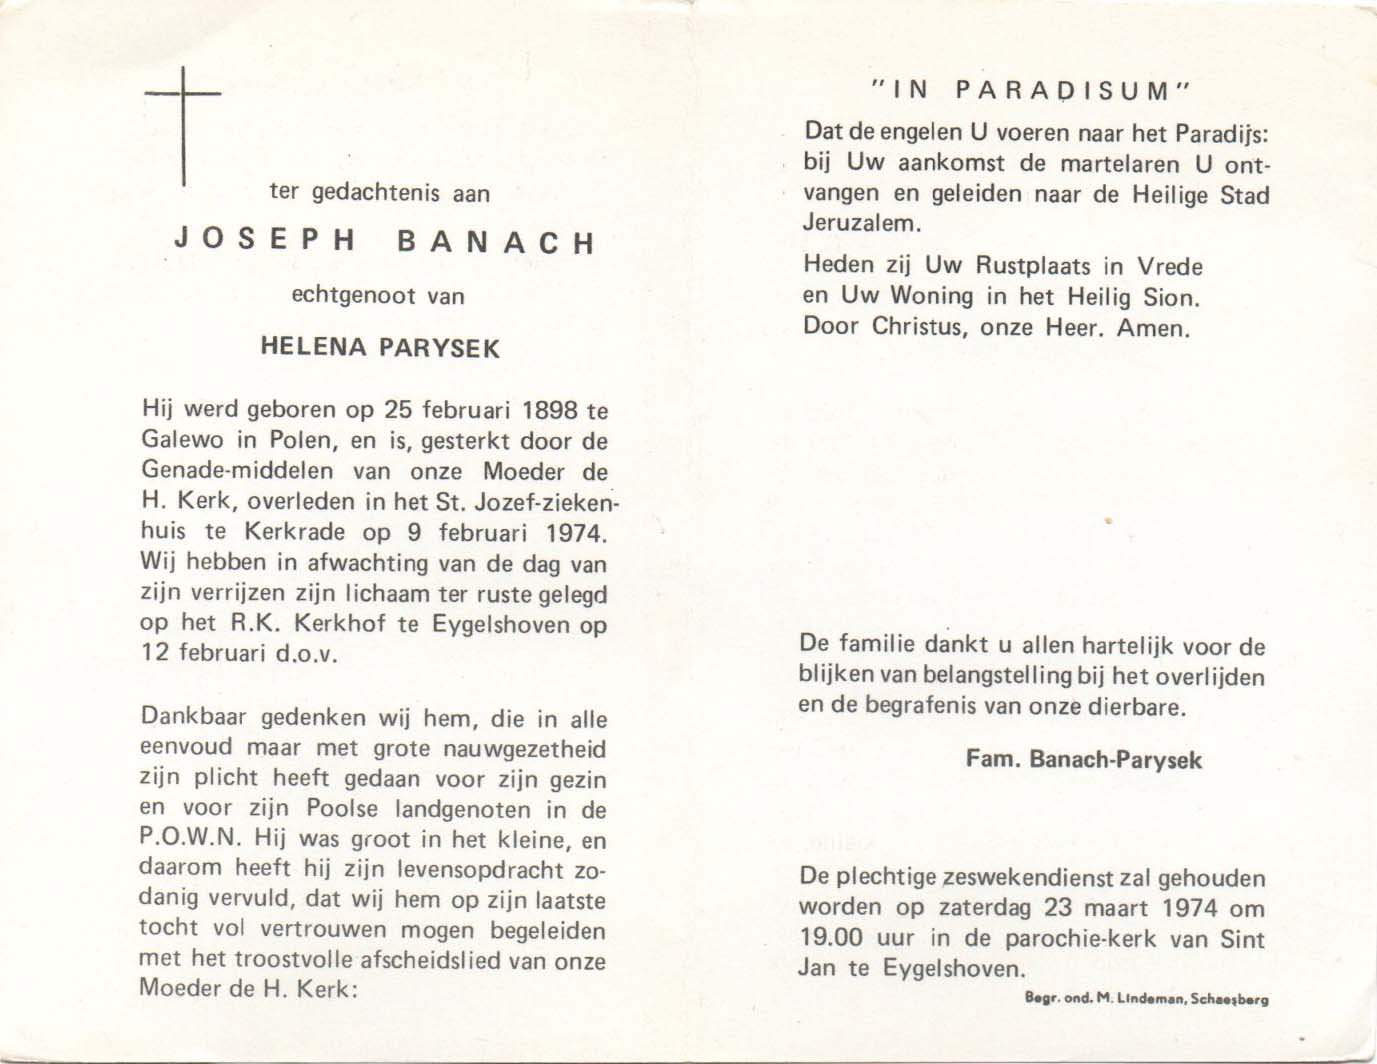 ter gedachtenis aan
JOSEPH BANACH
echtgenoot van
HELENA PARYSEK
Hij werd geboren op 25 februari 1898 te
Galewo in Polen, en is, gesterkt door de
Genade-middelen van onze Moeder de
H. Kerk, overleden in het St. Jozef-zieken-
huis te Kerkrade op 9 februari 1974.
Wij hebben in afwachting van de dag van
zijn verrijzen zijn lichaam ter ruste gelegd
op het R.K. Kerkhof te Eygelshoven op
12 februari d.o.v.
Dankbaar gedenken wij hem, die in alle
eenvoud maar met grote nauwgezetheid
zijn plicht heeft gedaan voor zijn gezin
en voor zijn Poolse landgenoten in de
P.O.W.N. Hij was groot in het kleine, en
daarom heeft hij zijn levensopdracht zo-
danig vervuld, dat wij hem op zijn laatste
tocht vol vertrouwen mogen begeleiden
met het troostvolle afscheidslied van onze
Moeder de H. Kerk:
"IN PARADISUM"
Dat de engelen U voeren naar het Paradijs:
bij Uw aankomst de martelaren U ont-
vangen en geleiden naar de Heilige Stad
Jeruzalem.
Heden zij Uw Rustplaats in Vrede
en Uw Woning in het Heilig Sion.
Door Christus, onze Heer. Amen.
De familie dankt u allen hartelijk voor de
blijken van belangstelling bij het overlijden
en de begrafenis van onze dierbare.
Fam. Banach-Parysek
De plechtige zeswekendienst zal gehouden
worden op zaterdag 23 maart 1974 om
19.00 uur in de parochie-kerk van Sint
Jan te Eygelshoven.
Begr. ond. M. Lindeman, Schaesberg